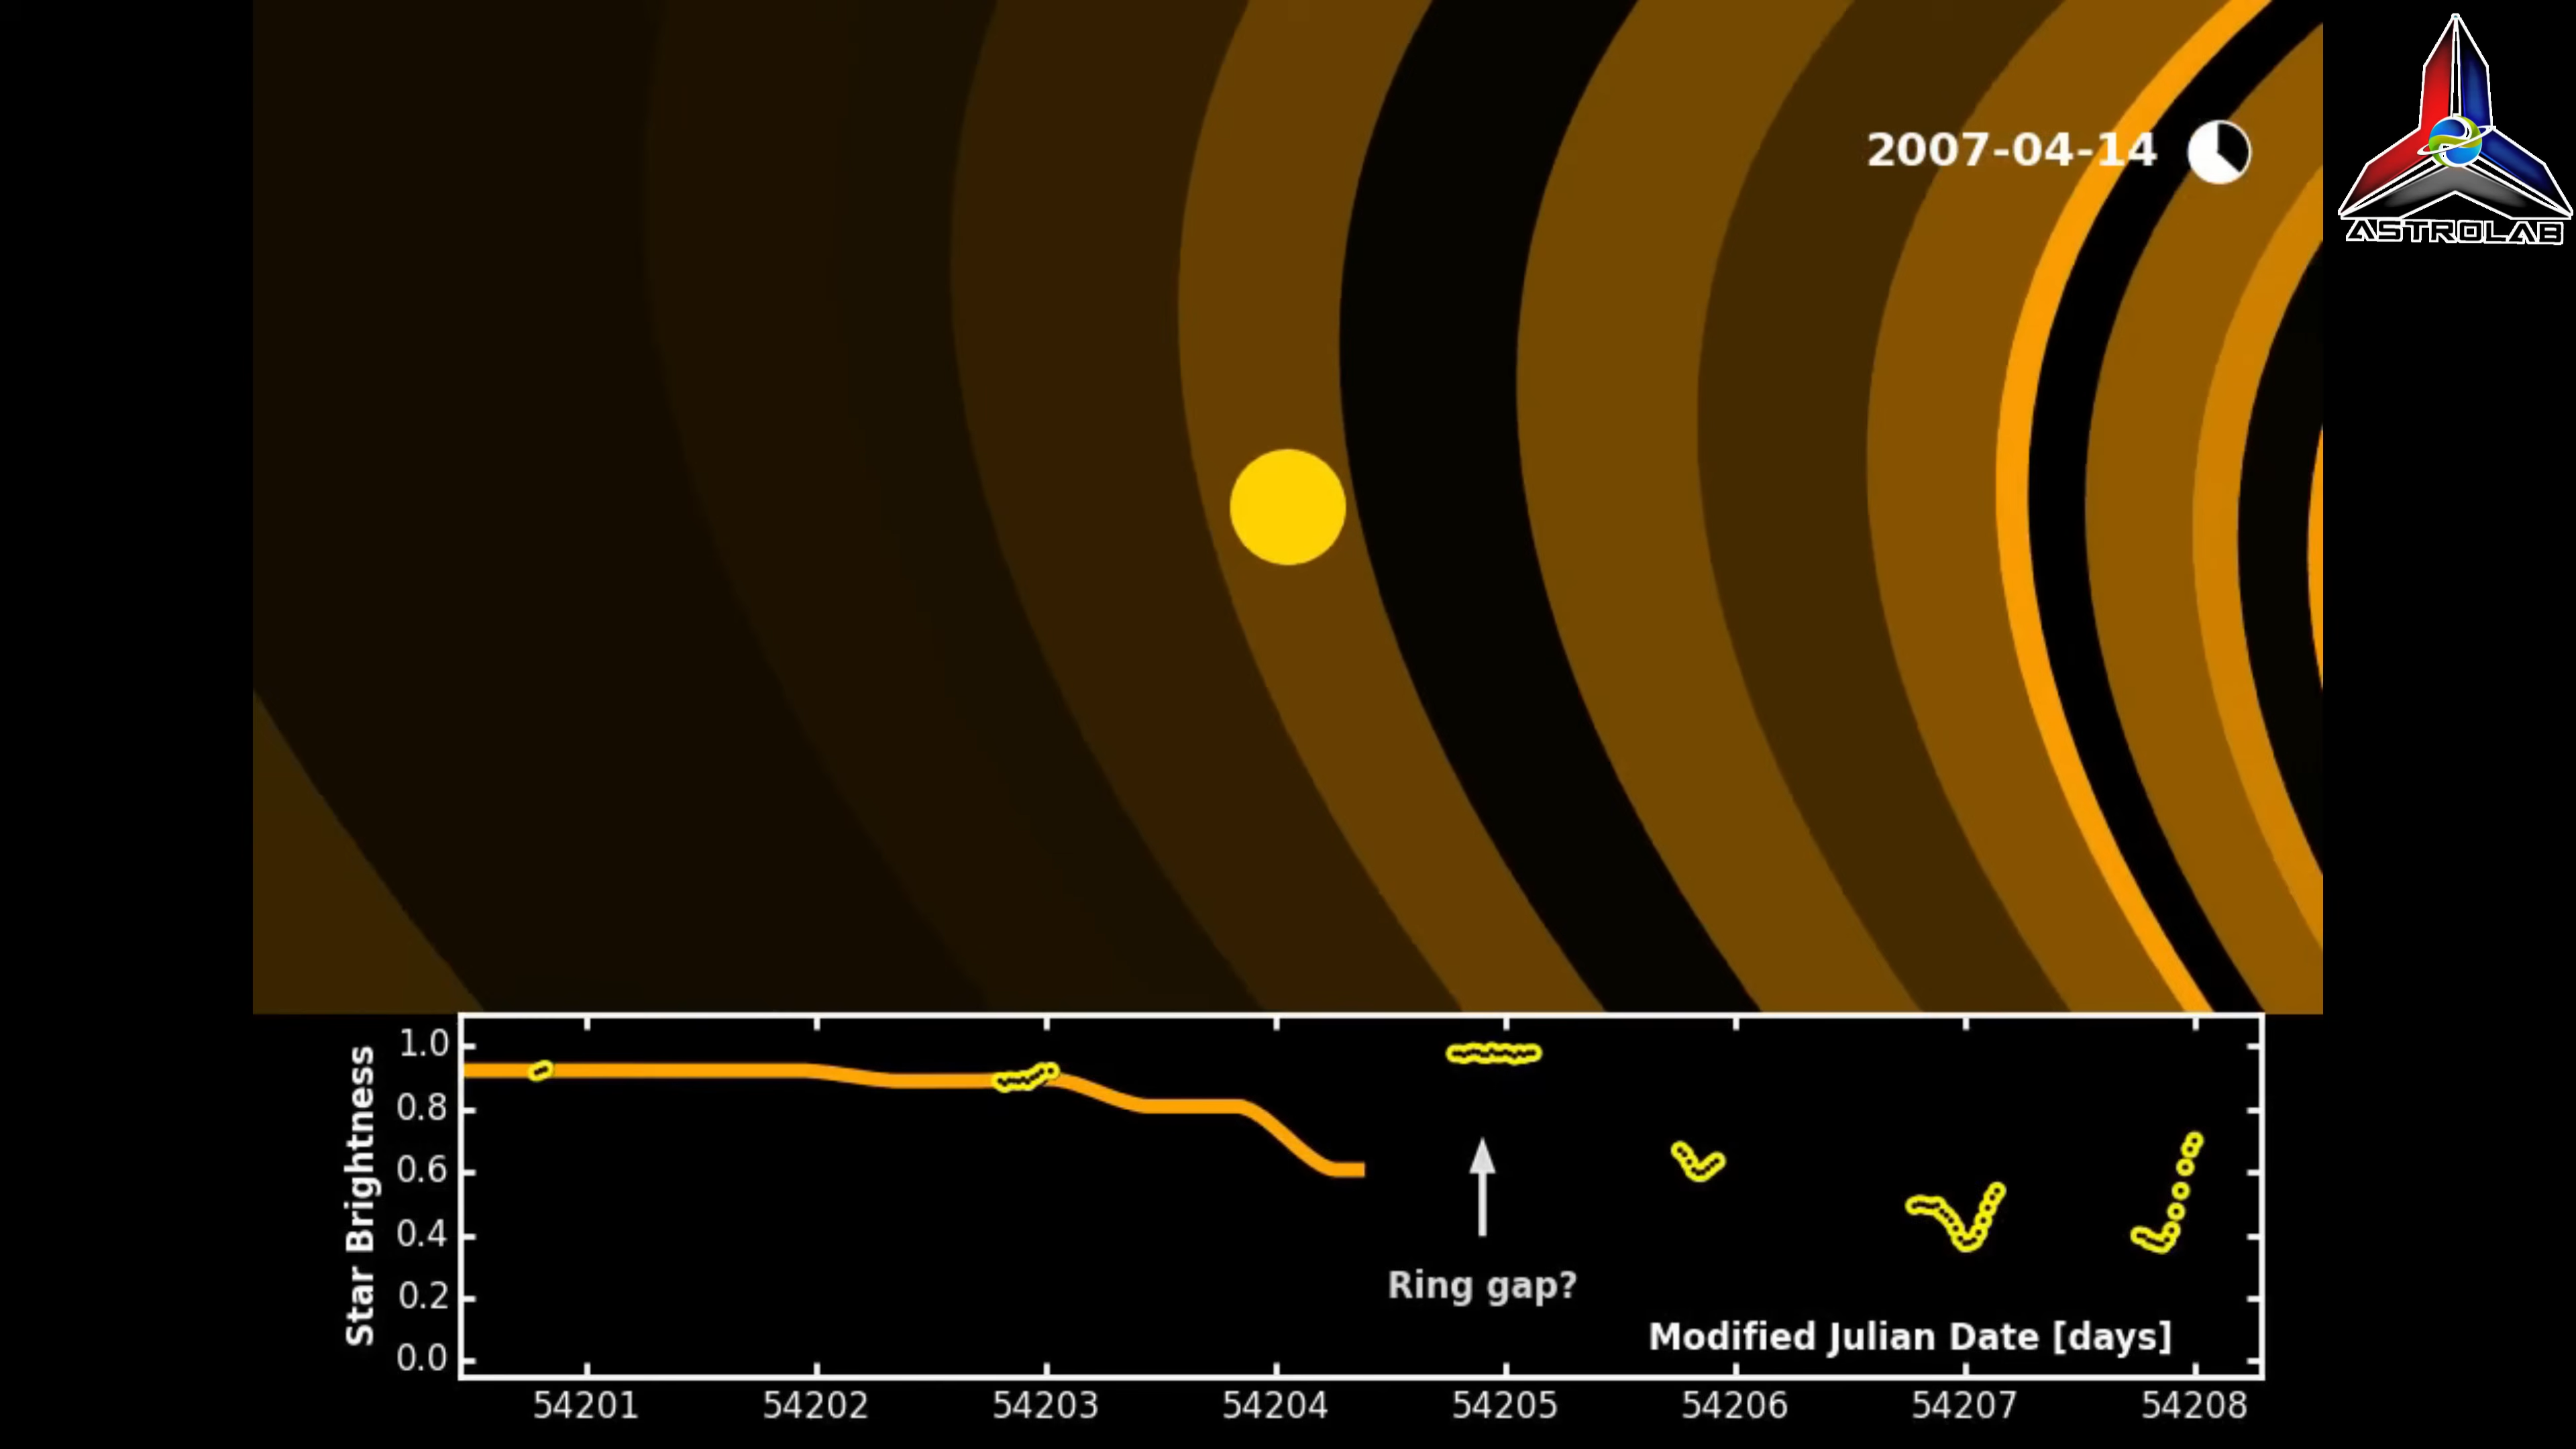 2007-04-14
ASTROLAB
Star Brightness
1.0
0.8
0.6
0.4
0.2
0.0
Ring gap?
Modified Julian Date [days]
54201 54202 54203 54204 54205 54206 54207 54208